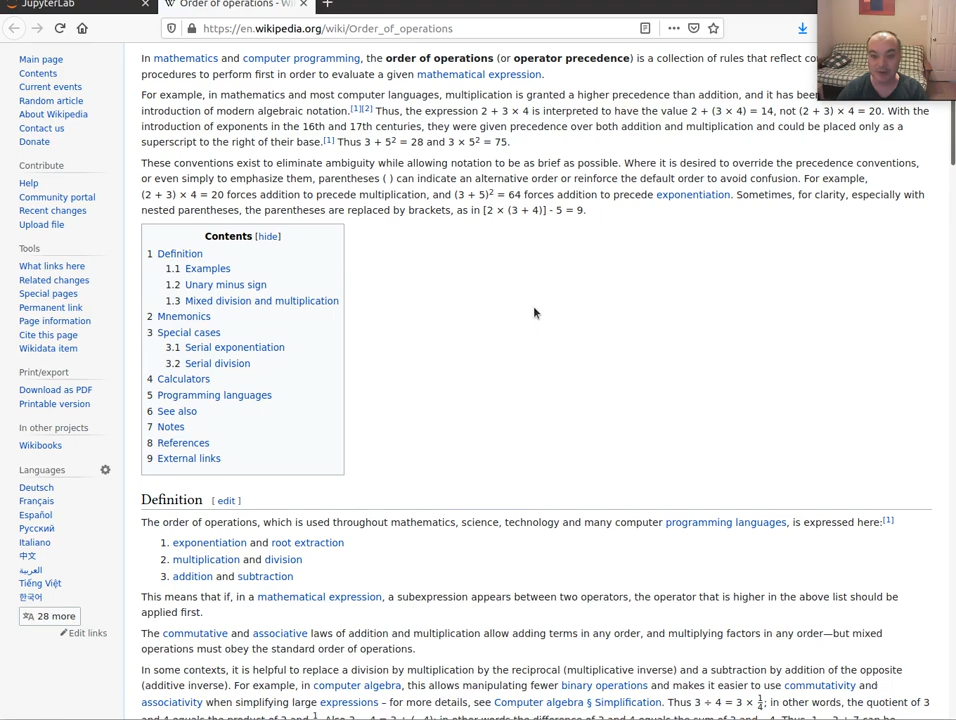 JupyterLab
Order of operations - Wi
https://en.wikipedia.org/wiki/Order_of_operations
Main page
Contents
Current events
Random article
About Wikipedia
Contact us
Donate
Contribute
Help
Community portal
Recent changes
Upload file
Tools
What links here
Related changes
Special pages
Permanent link
Page information
Cite this page
Wikidata item
Print/export
Download as PDF
Printable version
In other projects
Wikibooks
Languages
Deutsch
Français
Español
Русский
Italiano
中文
العربية
Tiếng Việt
한국어
28 more
Edit links
In mathematics and computer programming, the order of operations (or operator precedence) is a collection of rules that reflect
procedures to perform first in order to evaluate a given mathematical expression.
For example, in mathematics and most computer languages, multiplication is granted a higher precedence than addition, and it has been
introduction of modern algebraic notation.[1][2] Thus, the expression 2 + 3 × 4 is interpreted to have the value 2 + (3 × 4) = 14, not (2 + 3) × 4 = 20. With the
introduction of exponents in the 16th and 17th centuries, they were given precedence over both addition and multiplication and could be placed only as a
superscript to the right of their base.[1] Thus 3 + 5² = 28 and 3 × 5² = 75.
These conventions exist to eliminate ambiguity while allowing notation to be as brief as possible. Where it is desired to override the precedence conventions,
or even simply to emphasize them, parentheses ( ) can indicate an alternative order or reinforce the default order to avoid confusion. For example,
(2 + 3) × 4 = 20 forces addition to precede multiplication, and (3 + 5)² = 64 forces addition to precede exponentiation. Sometimes, for clarity, especially with
nested parentheses, the parentheses are replaced by brackets, as in [2 × (3 + 4)] - 5 = 9.
Contents [hide]
1 Definition
1.1 Examples
1.2 Unary minus sign
1.3 Mixed division and multiplication
2 Mnemonics
3 Special cases
3.1 Serial exponentiation
3.2 Serial division
4 Calculators
5 Programming languages
6 See also
7 Notes
8 References
9 External links
Definition [ edit ]
The order of operations, which is used throughout mathematics, science, technology and many computer programming languages, is expressed here:[1]
1. exponentiation and root extraction
2. multiplication and division
3. addition and subtraction
This means that if, in a mathematical expression, a subexpression appears between two operators, the operator that is higher in the above list should be
applied first.
The commutative and associative laws of addition and multiplication allow adding terms in any order, and multiplying factors in any order—but mixed
operations must obey the standard order of operations.
In some contexts, it is helpful to replace a division by multiplication by the reciprocal (multiplicative inverse) and a subtraction by addition of the opposite
(additive inverse). For example, in computer algebra, this allows manipulating fewer binary operations and makes it easier to use commutativity and
associativity when simplifying large expressions – for more details, see Computer algebra § Simplification. Thus 3 ÷ 4 = 3 × 1/4; in other words, the quotient of 3